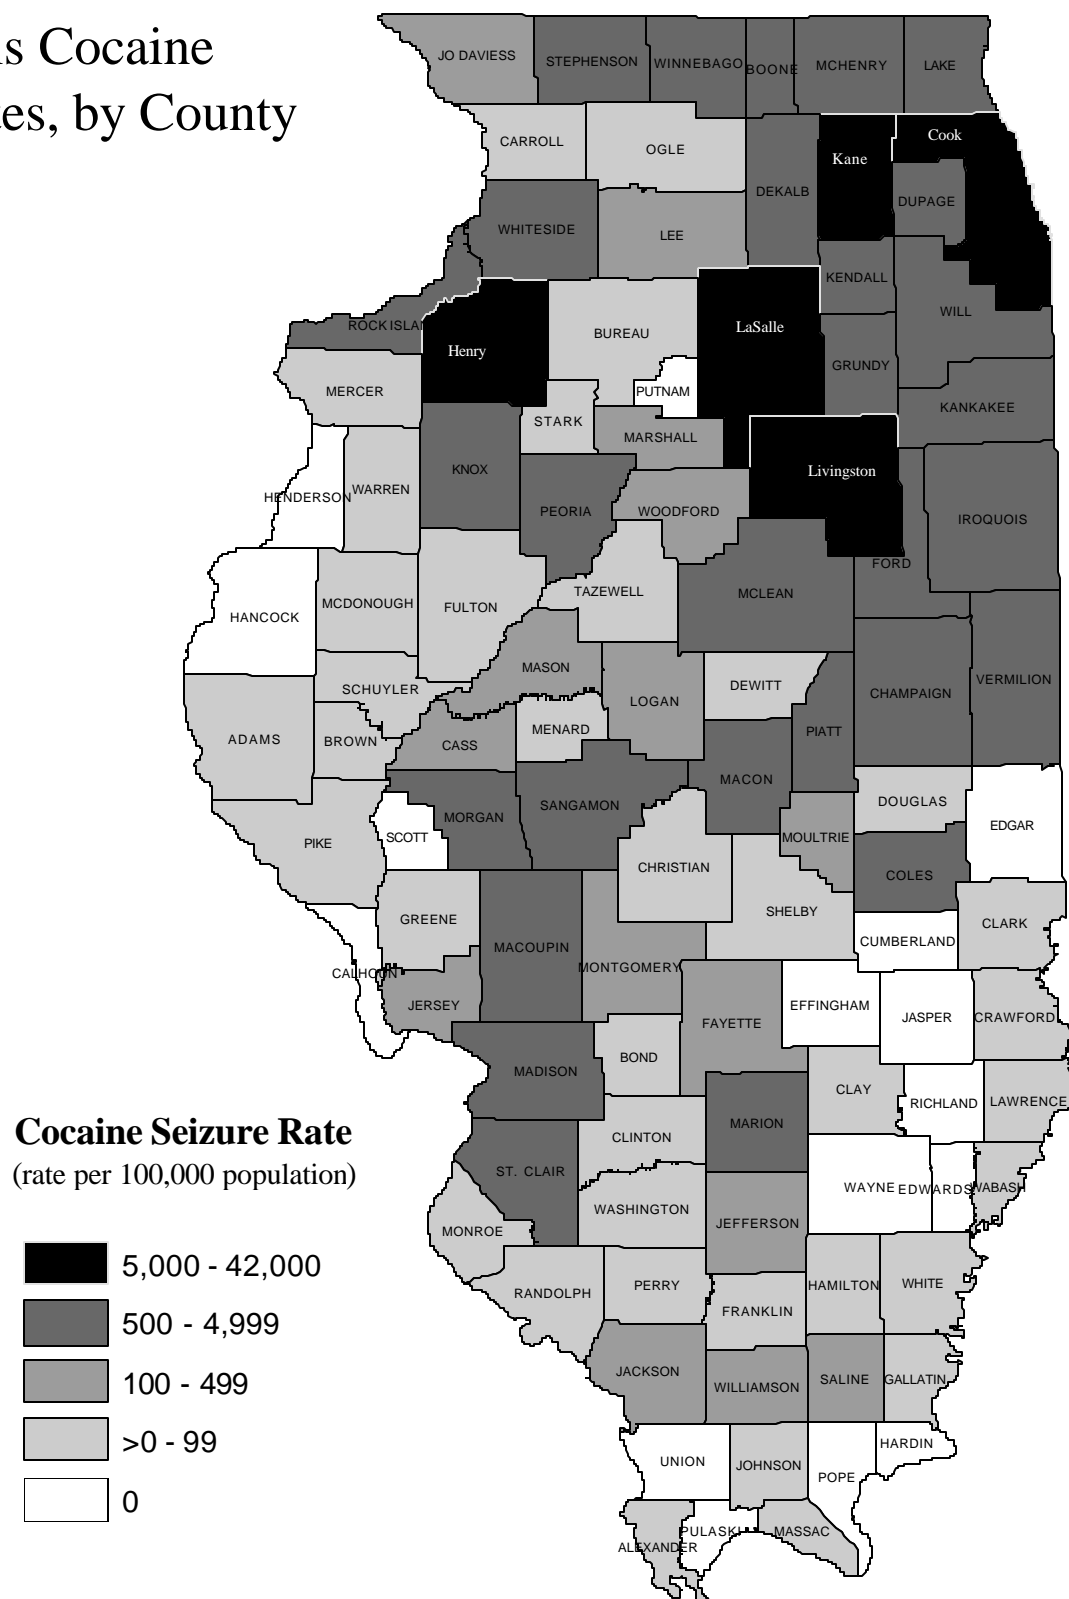 is Cocaine
tes, by County
JO DAVIESS
STEPHENSON
WINNEBAGO
BOONE
MCHENRY
LAKE
CARROLL
OGLE
Kane
Cook
DEKALB
DUPAGE
WHITESIDE
LEE
KENDALL
WILL
ROCK ISLA
Henry
BUREAU
LaSalle
GRUNDY
MERCER
PUTNAM
KANKAKEE
STARK
MARSHALL
KNOX
Livingston
HENDERSON
WARREN
PEORIA
WOODFORD
IROQUOIS
FORD
HANCOCK
MCDONOUGH
FULTON
TAZEWELL
MCLEAN
SCHUYLER
MASON
LOGAN
DEWITT
CHAMPAIGN
VERMILION
ADAMS
BROWN
CASS
MENARD
PIATT
MACON
PIKE
SCOTT
MORGAN
SANGAMON
DOUGLAS
EDGAR
CHRISTIAN
MOULTRIE
COLES
GREENE
MACOUPIN
SHELBY
CLARK
CUMBERLAND
CALHOUN
MONTGOMERY
JERSEY
FAYETTE
EFFINGHAM
JASPER
CRAWFORD
MADISON
BOND
CLAY
RICHLAND
LAWRENCE
CLINTON
MARION
ST. CLAIR
WAYNE
EDWARDS
WABASH
MONROE
WASHINGTON
JEFFERSON
RANDOLPH
PERRY
FRANKLIN
HAMILTON
WHITE
JACKSON
WILLIAMSON
SALINE
GALLATIN
UNION
JOHNSON
POPE
HARDIN
ALEXANDER
PULASKI
MASSAC
Cocaine Seizure Rate
(rate per 100,000 population)
5,000 - 42,000
500 - 4,999
100 - 499
>0 - 99
0